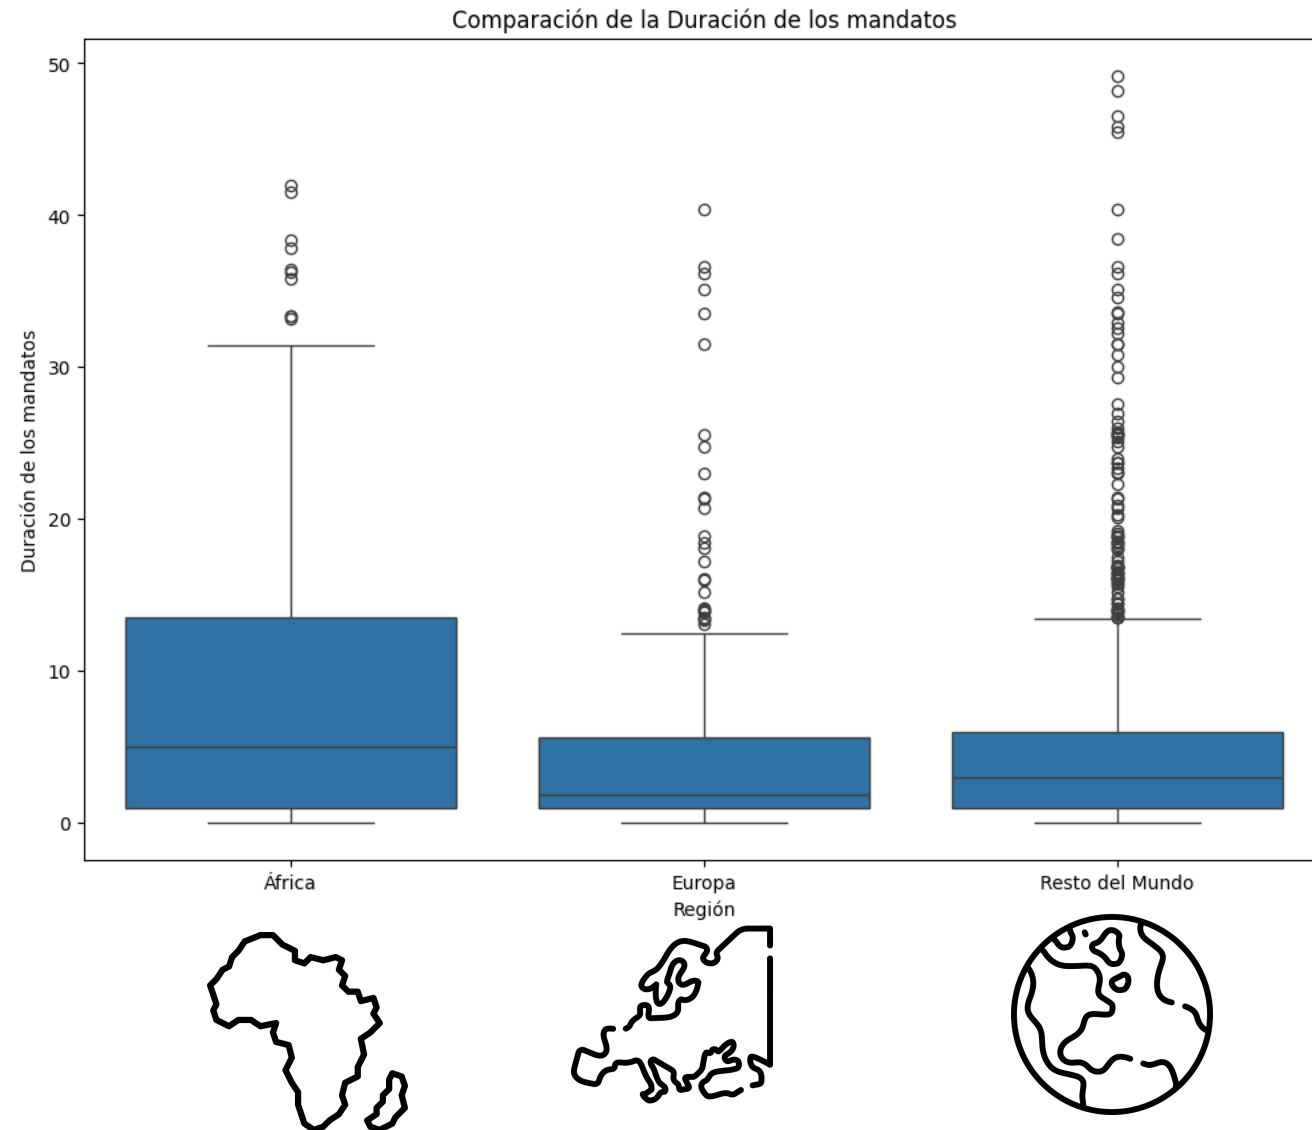 Comparación de la Duración de los mandatos
Duración de los mandatos
50
40
30
20
10
0
África
Europa
Resto del Mundo
Región